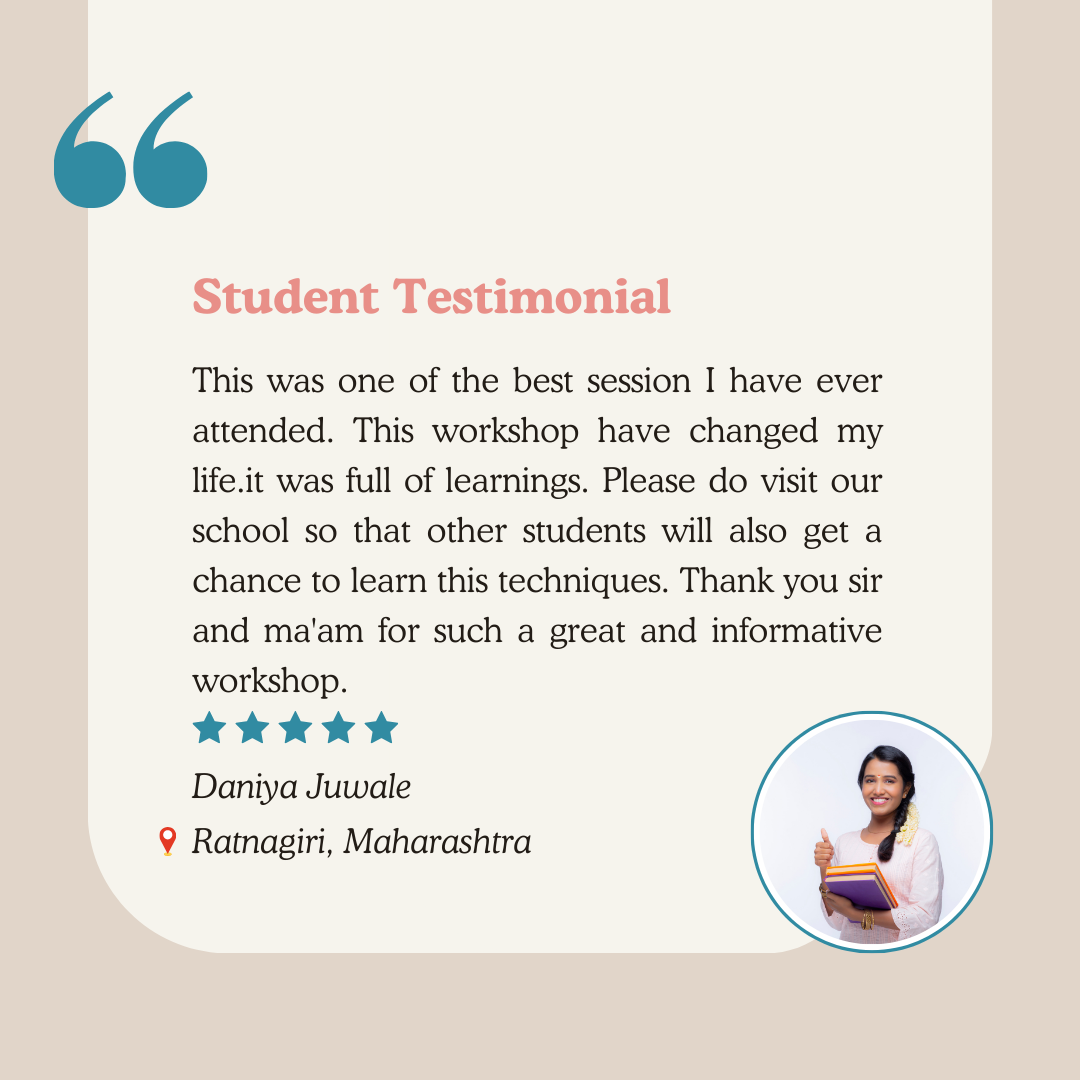 “
Student Testimonial
This was one of the best session I have ever
attended. This workshop have changed my
life.it was full of learnings. Please do visit our
school so that other students will also get a
chance to learn this techniques. Thank you sir
and ma'am for such a great and informative
workshop.
Daniya Juwale
Ratnagiri, Maharashtra